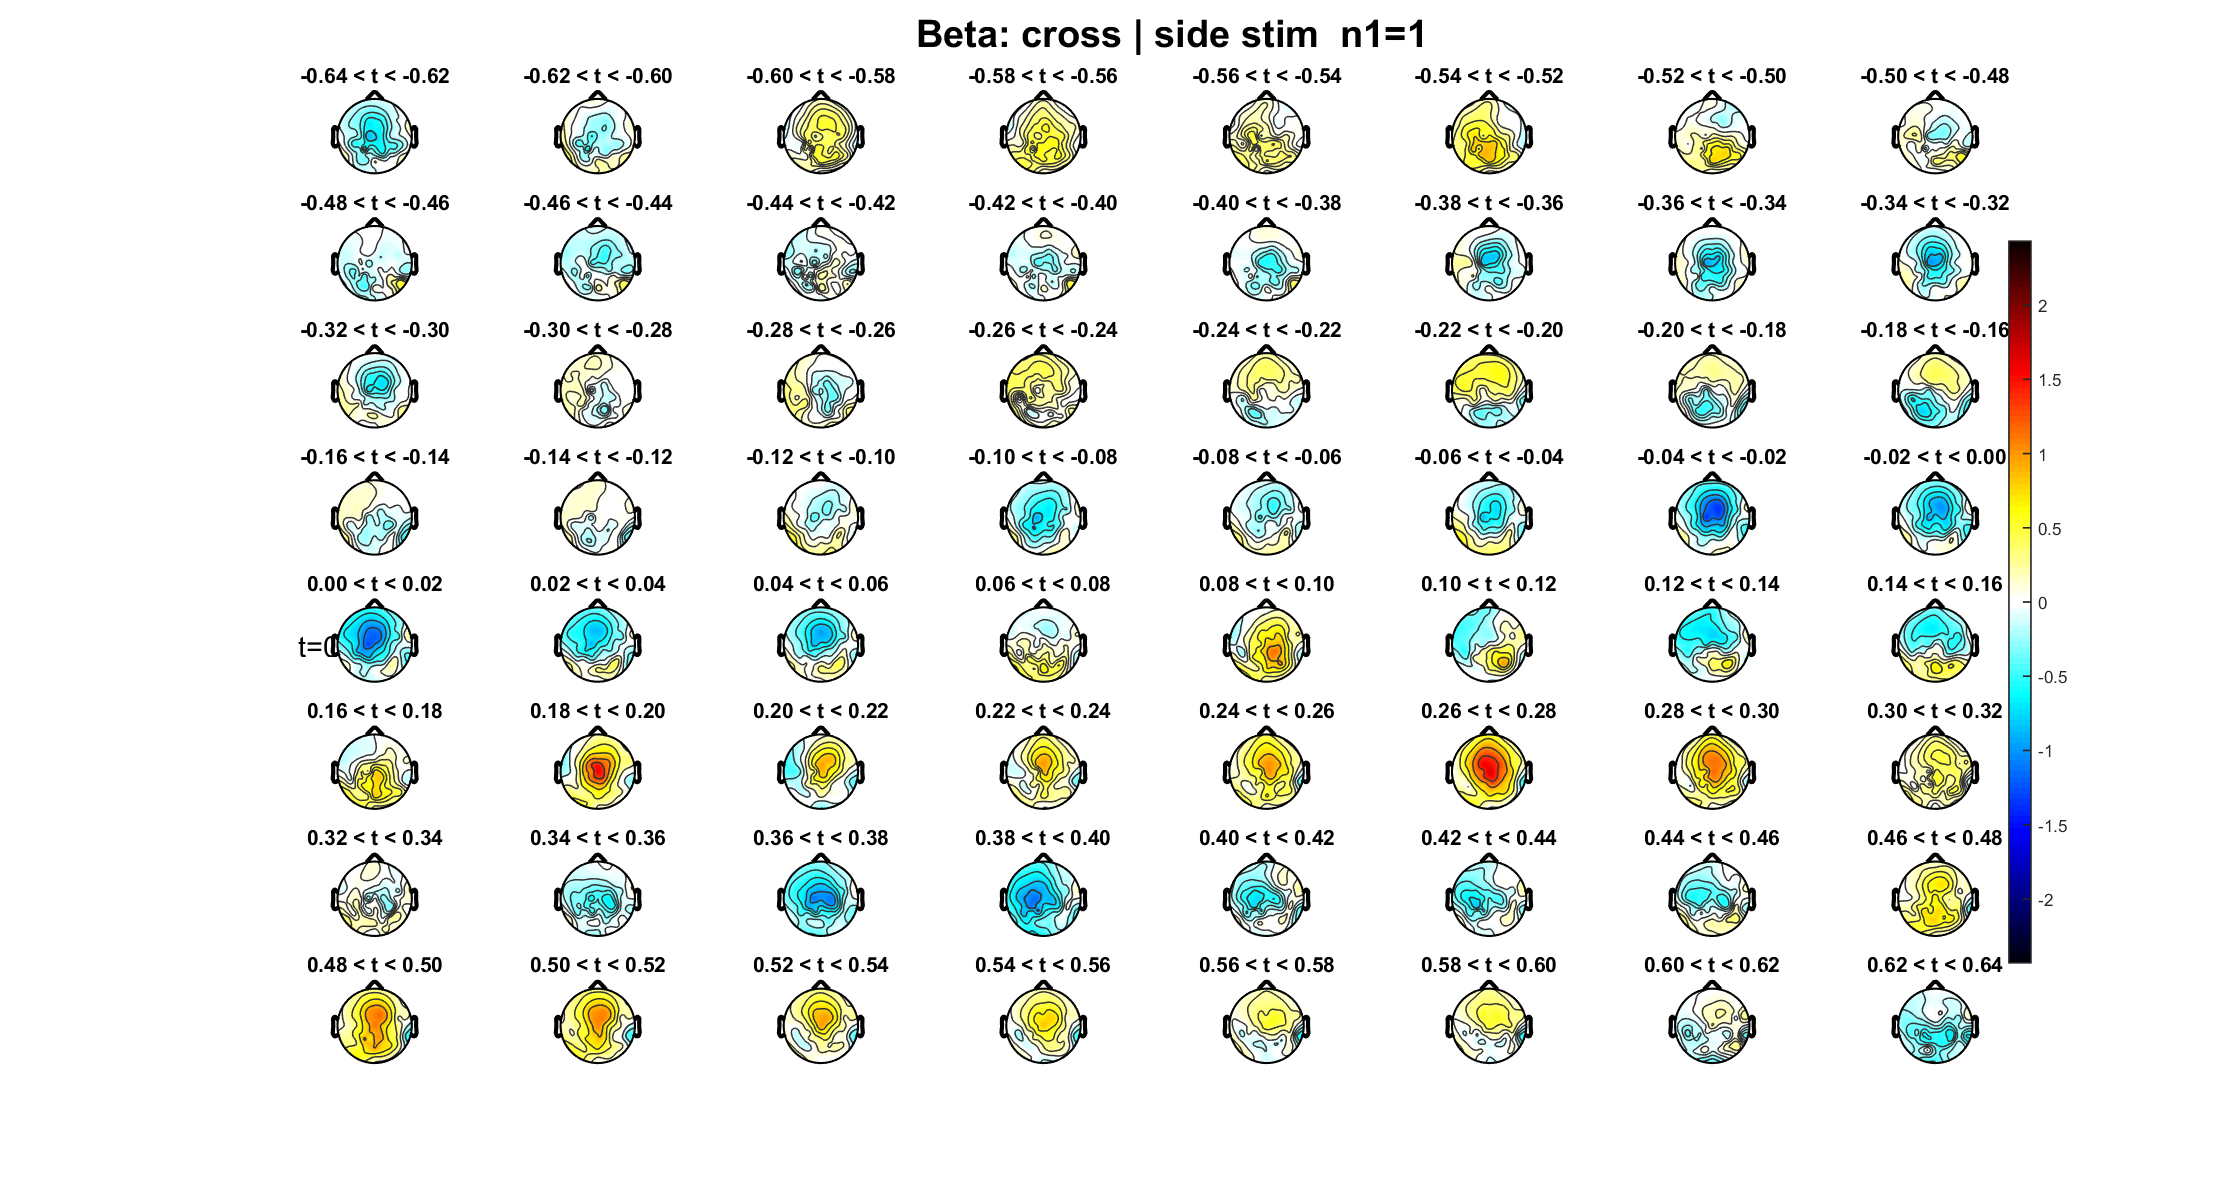 Beta: cross | side stim  n1=1
-0.64 < t < -0.62
-0.62 < t < -0.60
-0.60 < t < -0.58
-0.58 < t < -0.56
-0.56 < t < -0.54
-0.54 < t < -0.52
-0.52 < t < -0.50
-0.50 < t < -0.48
-0.48 < t < -0.46
-0.46 < t < -0.44
-0.44 < t < -0.42
-0.42 < t < -0.40
-0.40 < t < -0.38
-0.38 < t < -0.36
-0.36 < t < -0.34
-0.34 < t < -0.32
-0.32 < t < -0.30
-0.30 < t < -0.28
-0.28 < t < -0.26
-0.26 < t < -0.24
-0.24 < t < -0.22
-0.22 < t < -0.20
-0.20 < t < -0.18
-0.18 < t < -0.16
-0.16 < t < -0.14
-0.14 < t < -0.12
-0.12 < t < -0.10
-0.10 < t < -0.08
-0.08 < t < -0.06
-0.06 < t < -0.04
-0.04 < t < -0.02
-0.02 < t < 0.00
0.00 < t < 0.02
0.02 < t < 0.04
0.04 < t < 0.06
0.06 < t < 0.08
0.08 < t < 0.10
0.10 < t < 0.12
0.12 < t < 0.14
0.14 < t < 0.16
t=0
0.16 < t < 0.18
0.18 < t < 0.20
0.20 < t < 0.22
0.22 < t < 0.24
0.24 < t < 0.26
0.26 < t < 0.28
0.28 < t < 0.30
0.30 < t < 0.32
0.32 < t < 0.34
0.34 < t < 0.36
0.36 < t < 0.38
0.38 < t < 0.40
0.40 < t < 0.42
0.42 < t < 0.44
0.44 < t < 0.46
0.46 < t < 0.48
0.48 < t < 0.50
0.50 < t < 0.52
0.52 < t < 0.54
0.54 < t < 0.56
0.56 < t < 0.58
0.58 < t < 0.60
0.60 < t < 0.62
0.62 < t < 0.64
2
1.5
1
0.5
0
-0.5
-1
-1.5
-2